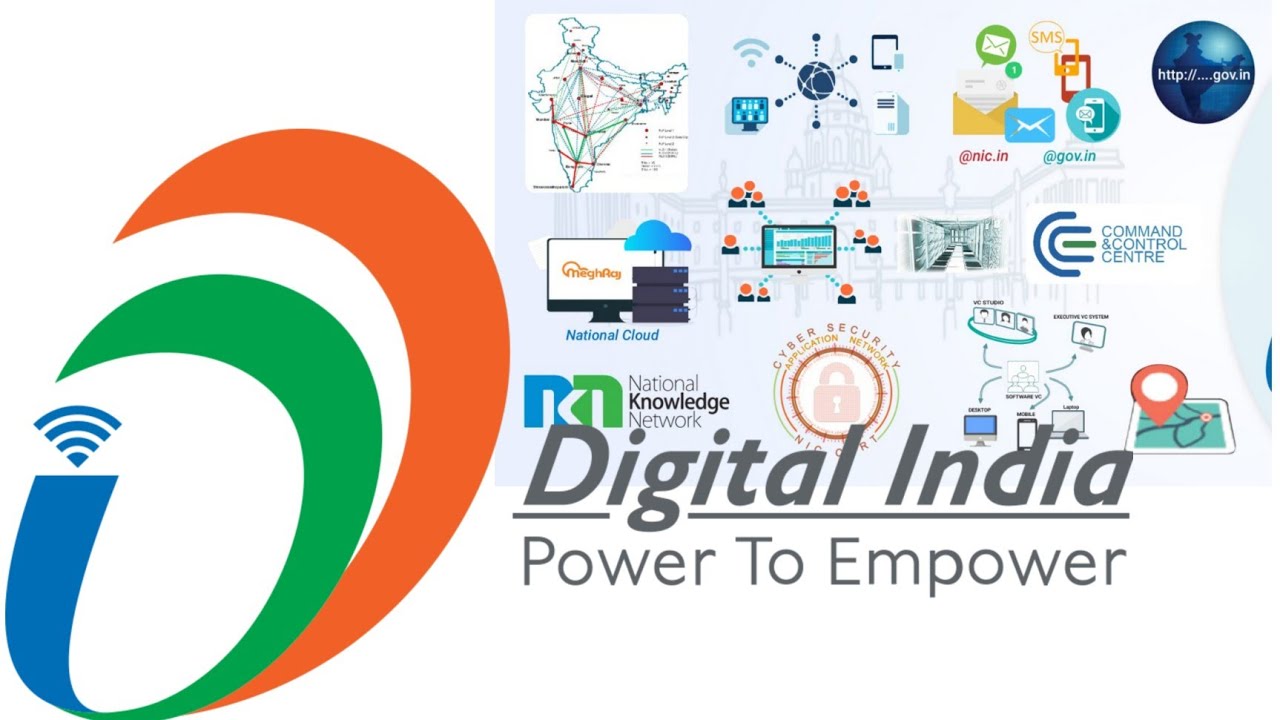 SMS
1
http://....gov.in
@nic.in
@gov.in
MeghRaj
National Cloud
COMMAND
&CONTROL
CENTRE
VC STUDIO
EXECUTIVE VC SYSTEM
SOFTWARE VC
DESKTOP
MOBILE
Laptop
CYBER SECURITY
APPLICATION NETWORK
NIC CERT
National
Knowledge
Network
Digital India
Power To Empower